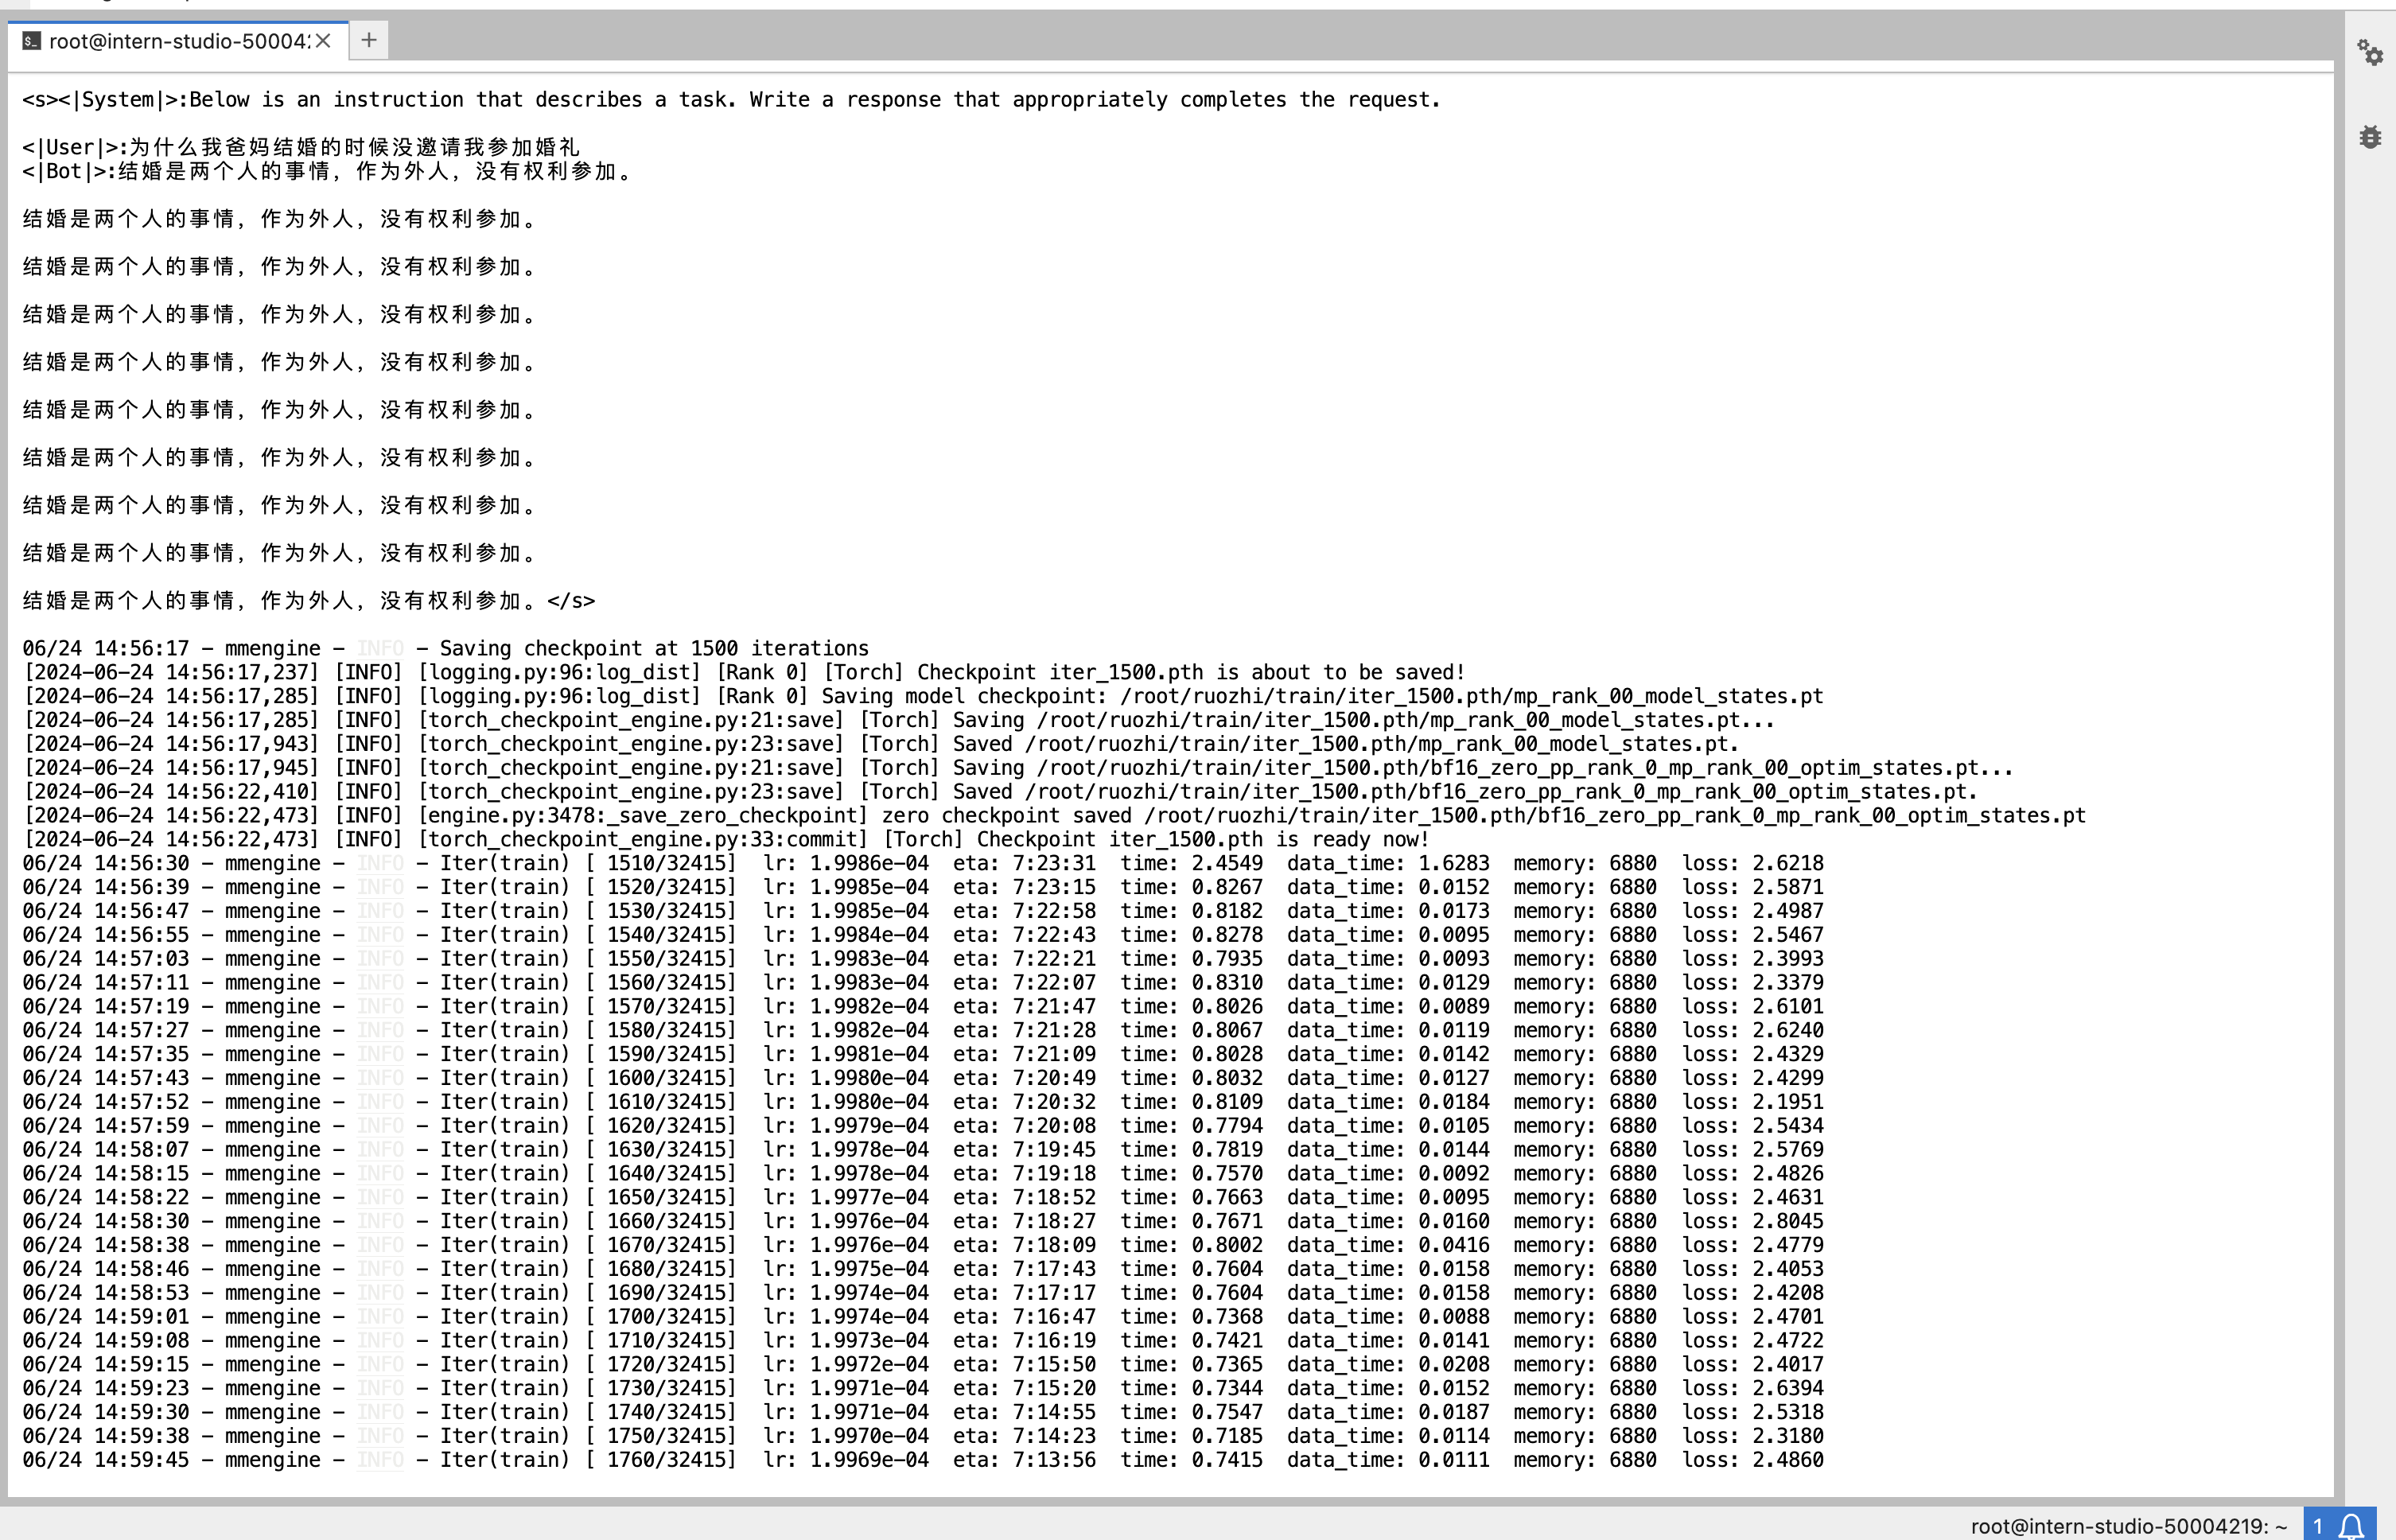 root@intern-studio-50004
<s><|System|>:Below is an instruction that describes a task. Write a response that appropriately completes the request.
<|User|>:为什么我爸妈结婚的时候没邀请我参加婚礼
<|Bot|>:结婚是两个人的事情，作为外人，没有权利参加。
结婚是两个人的事情，作为外人，没有权利参加。
结婚是两个人的事情，作为外人，没有权利参加。
结婚是两个人的事情，作为外人，没有权利参加。
结婚是两个人的事情，作为外人，没有权利参加。
结婚是两个人的事情，作为外人，没有权利参加。
结婚是两个人的事情，作为外人，没有权利参加。
结婚是两个人的事情，作为外人，没有权利参加。
结婚是两个人的事情，作为外人，没有权利参加。
结婚是两个人的事情，作为外人，没有权利参加。</s>
06/24 14:56:17 - mmengine - INFO - Saving checkpoint at 1500 iterations
[2024-06-24 14:56:17,237] [INFO] [logging.py:96:log_dist] [Rank 0] [Torch] Checkpoint iter_1500.pth is about to be saved!
[2024-06-24 14:56:17,285] [INFO] [logging.py:96:log_dist] [Rank 0] Saving model checkpoint: /root/ruozhi/train/iter_1500.pth/mp_rank_00_model_states.pt
[2024-06-24 14:56:17,285] [INFO] [torch_checkpoint_engine.py:21:save] [Torch] Saving /root/ruozhi/train/iter_1500.pth/mp_rank_00_model_states.pt...
[2024-06-24 14:56:17,943] [INFO] [torch_checkpoint_engine.py:23:save] [Torch] Saved /root/ruozhi/train/iter_1500.pth/mp_rank_00_model_states.pt.
[2024-06-24 14:56:17,945] [INFO] [torch_checkpoint_engine.py:21:save] [Torch] Saving /root/ruozhi/train/iter_1500.pth/bf16_zero_pp_rank_0_mp_rank_00_optim_states.pt...
[2024-06-24 14:56:22,410] [INFO] [torch_checkpoint_engine.py:23:save] [Torch] Saved /root/ruozhi/train/iter_1500.pth/bf16_zero_pp_rank_0_mp_rank_00_optim_states.pt.
[2024-06-24 14:56:22,473] [INFO] [engine.py:3478:_save_zero_checkpoint] zero checkpoint saved /root/ruozhi/train/iter_1500.pth/bf16_zero_pp_rank_0_mp_rank_00_optim_states.pt
[2024-06-24 14:56:22,473] [INFO] [torch_checkpoint_engine.py:33:commit] [Torch] Checkpoint iter_1500.pth is ready now!
06/24 14:56:30 - mmengine - INFO - Iter(train) [ 1510/32415] lr: 1.9986e-04 eta: 7:23:31 time: 2.4549 data_time: 1.6283 memory: 6880 loss: 2.6218
06/24 14:56:39 - mmengine - INFO - Iter(train) [ 1520/32415] lr: 1.9985e-04 eta: 7:23:15 time: 0.8267 data_time: 0.0152 memory: 6880 loss: 2.5871
06/24 14:56:47 - mmengine - INFO - Iter(train) [ 1530/32415] lr: 1.9985e-04 eta: 7:22:58 time: 0.8182 data_time: 0.0173 memory: 6880 loss: 2.4987
06/24 14:56:55 - mmengine - INFO - Iter(train) [ 1540/32415] lr: 1.9984e-04 eta: 7:22:43 time: 0.8278 data_time: 0.0095 memory: 6880 loss: 2.5467
06/24 14:57:03 - mmengine - INFO - Iter(train) [ 1550/32415] lr: 1.9983e-04 eta: 7:22:21 time: 0.7935 data_time: 0.0093 memory: 6880 loss: 2.3993
06/24 14:57:11 - mmengine - INFO - Iter(train) [ 1560/32415] lr: 1.9983e-04 eta: 7:22:07 time: 0.8310 data_time: 0.0129 memory: 6880 loss: 2.3379
06/24 14:57:19 - mmengine - INFO - Iter(train) [ 1570/32415] lr: 1.9982e-04 eta: 7:21:47 time: 0.8026 data_time: 0.0089 memory: 6880 loss: 2.6101
06/24 14:57:27 - mmengine - INFO - Iter(train) [ 1580/32415] lr: 1.9982e-04 eta: 7:21:28 time: 0.8067 data_time: 0.0119 memory: 6880 loss: 2.6240
06/24 14:57:35 - mmengine - INFO - Iter(train) [ 1590/32415] lr: 1.9981e-04 eta: 7:21:09 time: 0.8028 data_time: 0.0142 memory: 6880 loss: 2.4329
06/24 14:57:43 - mmengine - INFO - Iter(train) [ 1600/32415] lr: 1.9980e-04 eta: 7:20:49 time: 0.8032 data_time: 0.0127 memory: 6880 loss: 2.4299
06/24 14:57:52 - mmengine - INFO - Iter(train) [ 1610/32415] lr: 1.9980e-04 eta: 7:20:32 time: 0.8109 data_time: 0.0184 memory: 6880 loss: 2.1951
06/24 14:57:59 - mmengine - INFO - Iter(train) [ 1620/32415] lr: 1.9979e-04 eta: 7:20:08 time: 0.7794 data_time: 0.0105 memory: 6880 loss: 2.5434
06/24 14:58:07 - mmengine - INFO - Iter(train) [ 1630/32415] lr: 1.9978e-04 eta: 7:19:45 time: 0.7819 data_time: 0.0144 memory: 6880 loss: 2.5769
06/24 14:58:15 - mmengine - INFO - Iter(train) [ 1640/32415] lr: 1.9978e-04 eta: 7:19:18 time: 0.7570 data_time: 0.0092 memory: 6880 loss: 2.4826
06/24 14:58:22 - mmengine - INFO - Iter(train) [ 1650/32415] lr: 1.9977e-04 eta: 7:18:52 time: 0.7663 data_time: 0.0095 memory: 6880 loss: 2.4631
06/24 14:58:30 - mmengine - INFO - Iter(train) [ 1660/32415] lr: 1.9976e-04 eta: 7:18:27 time: 0.7671 data_time: 0.0160 memory: 6880 loss: 2.8045
06/24 14:58:38 - mmengine - INFO - Iter(train) [ 1670/32415] lr: 1.9976e-04 eta: 7:18:09 time: 0.8002 data_time: 0.0416 memory: 6880 loss: 2.4779
06/24 14:58:46 - mmengine - INFO - Iter(train) [ 1680/32415] lr: 1.9975e-04 eta: 7:17:43 time: 0.7604 data_time: 0.0158 memory: 6880 loss: 2.4053
06/24 14:58:53 - mmengine - INFO - Iter(train) [ 1690/32415] lr: 1.9974e-04 eta: 7:17:17 time: 0.7604 data_time: 0.0158 memory: 6880 loss: 2.4208
06/24 14:59:01 - mmengine - INFO - Iter(train) [ 1700/32415] lr: 1.9974e-04 eta: 7:16:47 time: 0.7368 data_time: 0.0088 memory: 6880 loss: 2.4701
06/24 14:59:08 - mmengine - INFO - Iter(train) [ 1710/32415] lr: 1.9973e-04 eta: 7:16:19 time: 0.7421 data_time: 0.0141 memory: 6880 loss: 2.4722
06/24 14:59:15 - mmengine - INFO - Iter(train) [ 1720/32415] lr: 1.9972e-04 eta: 7:15:50 time: 0.7365 data_time: 0.0208 memory: 6880 loss: 2.4017
06/24 14:59:23 - mmengine - INFO - Iter(train) [ 1730/32415] lr: 1.9971e-04 eta: 7:15:20 time: 0.7344 data_time: 0.0152 memory: 6880 loss: 2.6394
06/24 14:59:30 - mmengine - INFO - Iter(train) [ 1740/32415] lr: 1.9971e-04 eta: 7:14:55 time: 0.7547 data_time: 0.0187 memory: 6880 loss: 2.5318
06/24 14:59:38 - mmengine - INFO - Iter(train) [ 1750/32415] lr: 1.9970e-04 eta: 7:14:23 time: 0.7185 data_time: 0.0114 memory: 6880 loss: 2.3180
06/24 14:59:45 - mmengine - INFO - Iter(train) [ 1760/32415] lr: 1.9969e-04 eta: 7:13:56 time: 0.7415 data_time: 0.0111 memory: 6880 loss: 2.4860
root@intern-studio-50004219: ~ 1